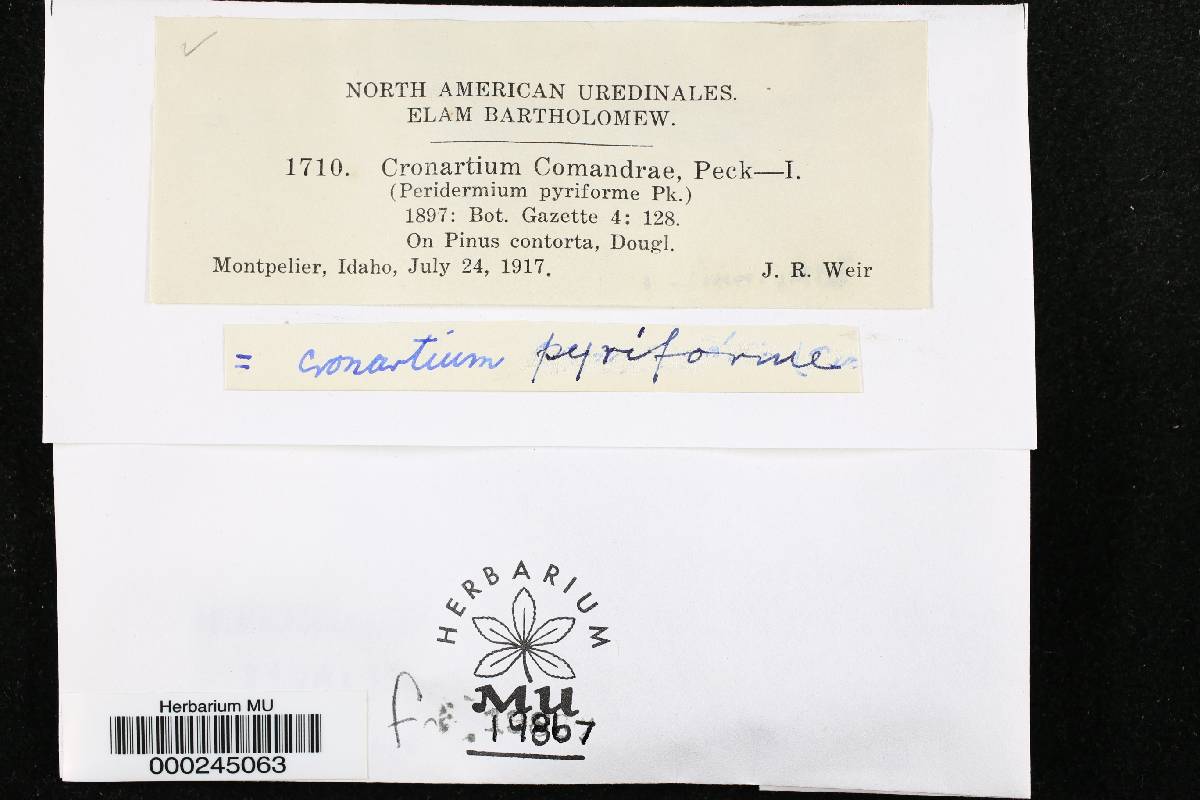 NORTH AMERICAN UREDINALES.
ELAM BARTHOLOMEW.
1710. Cronartium Comandrae, Peck—I.
(Peridermium pyriforme Pk.)
1897: Bot. Gazette 4: 128.
On Pinus contorta, Dougl.
Montpelier, Idaho, July 24, 1917. J. R. Weir
= Cronartium pyriforme
HERBARIUM
MU
Herbarium MU
000245063